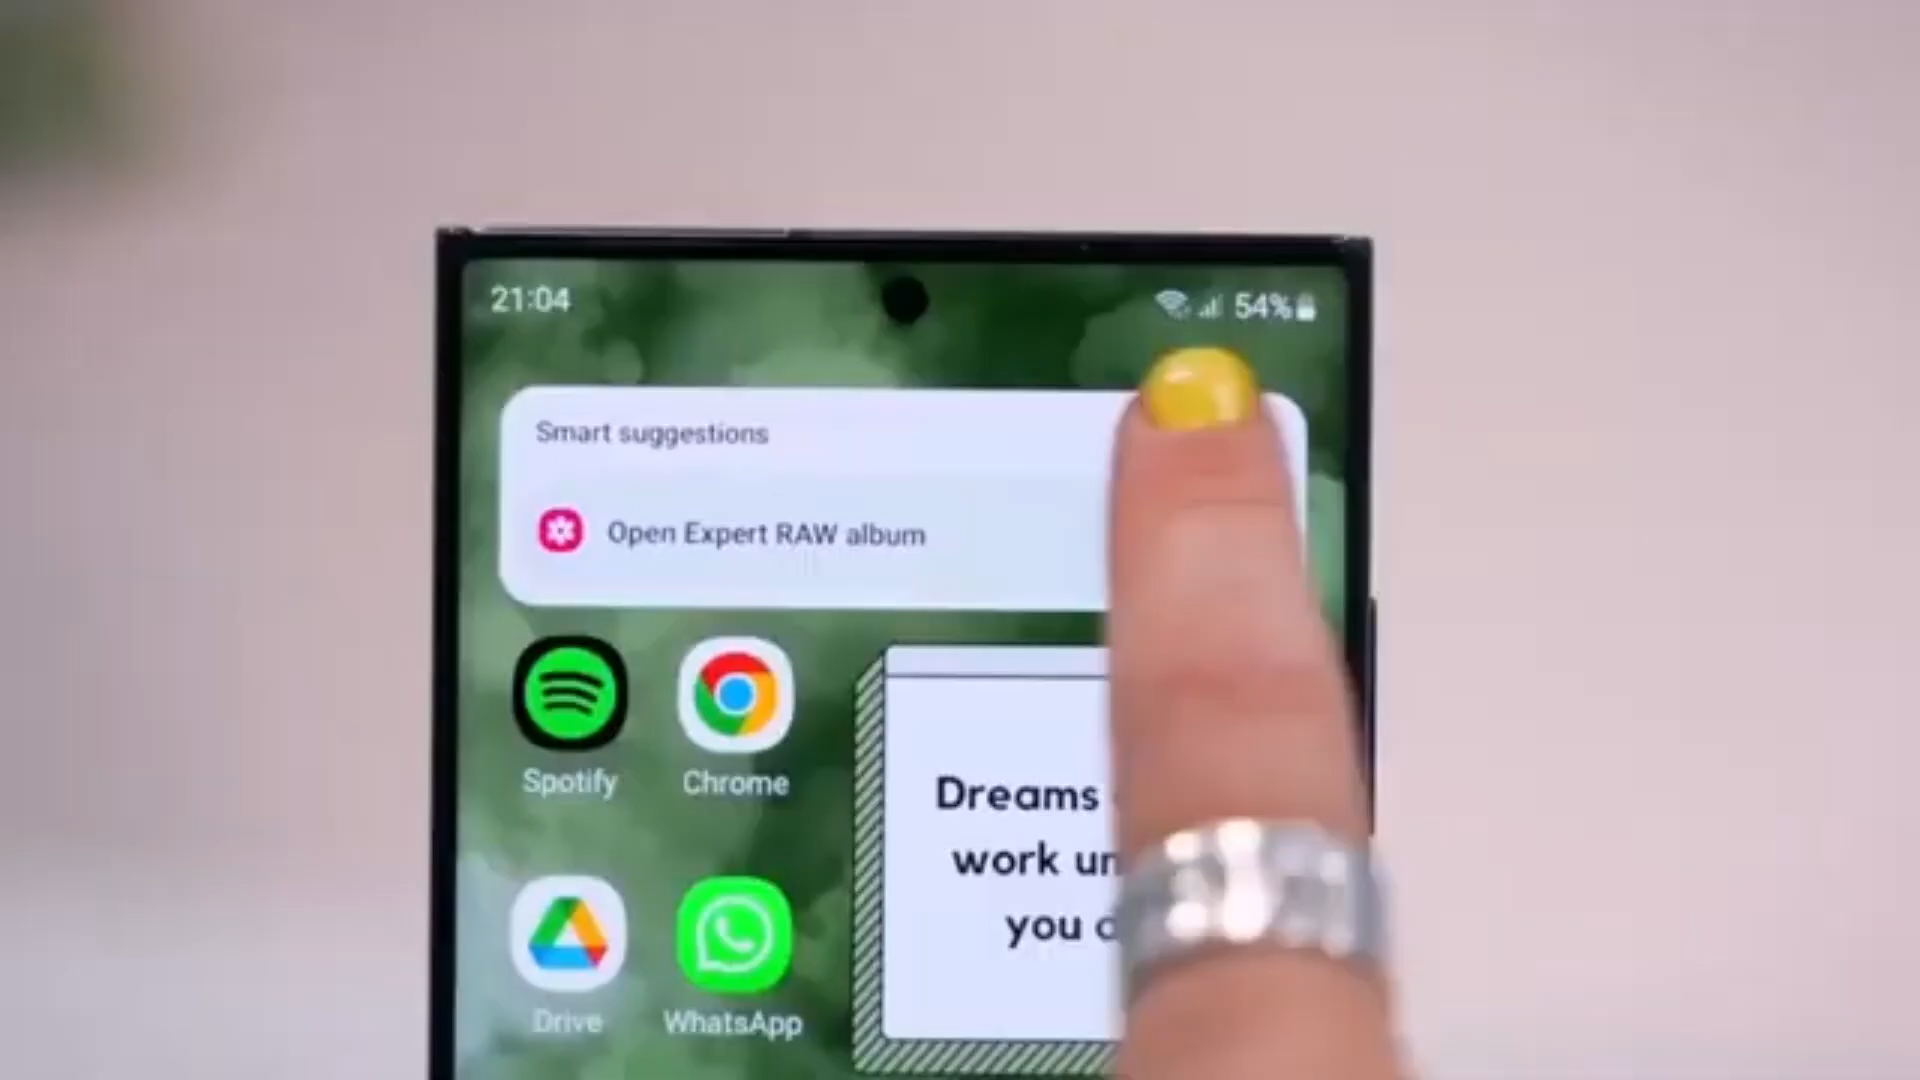 21:04
54%
Smart suggestions
Open Expert RAW album
Spotify
Chrome
Dreams
work
you
Drive
WhatsApp